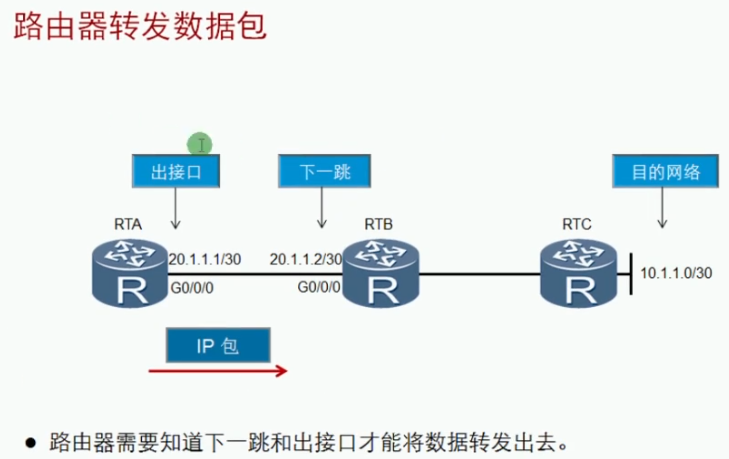 路由器转发数据包
出接口
下一跳
目的网络
RTA
RTB
RTC
20.1.1.1/30
20.1.1.2/30
G0/0/0
G0/0/0
10.1.1.0/30
R
R
R
IP 包
● 路由器需要知道下一跳和出接口才能将数据转发出去。